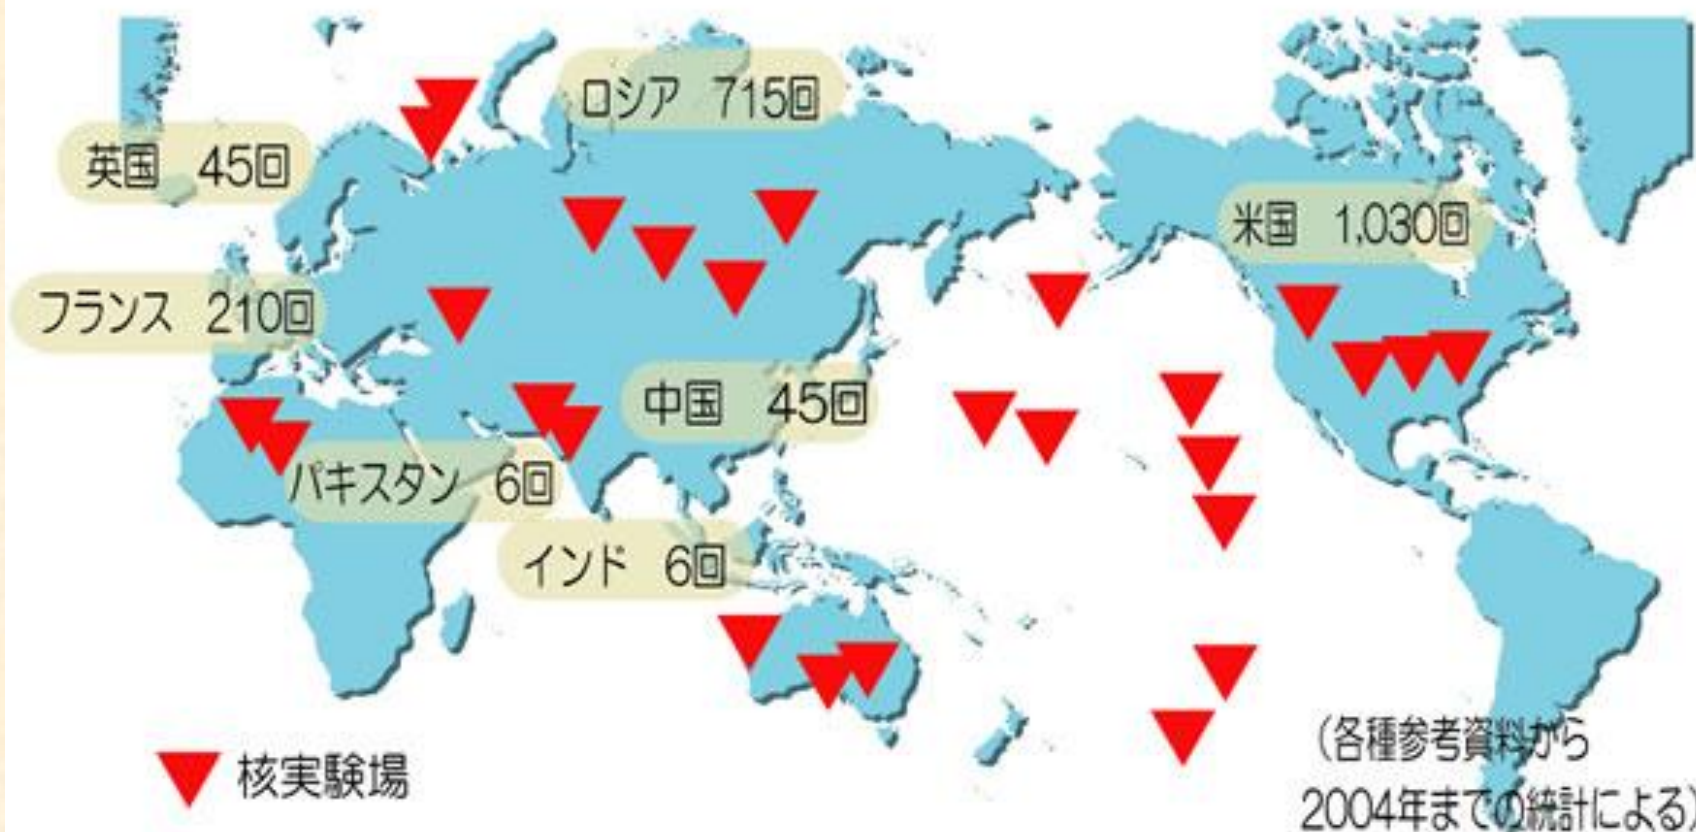 ロシア 715回
英国 45回
米国 1,030回
フランス 210回
中国 45回
パキスタン 6回
インド 6回
核実験場
（各種参考資料から
2004年までの統計による）